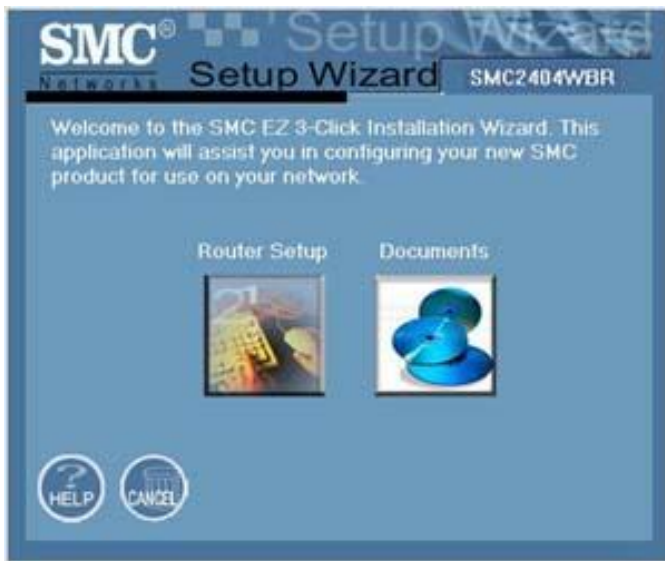 SMC®
Networks
Setup Wizard
Setup Wizard
SMC2404WBR
Welcome to the SMC EZ 3-Click Installation Wizard. This
application will assist you in configuring your new SMC
product for use on your network.
Router Setup
Documents
?
HELP
CANCEL